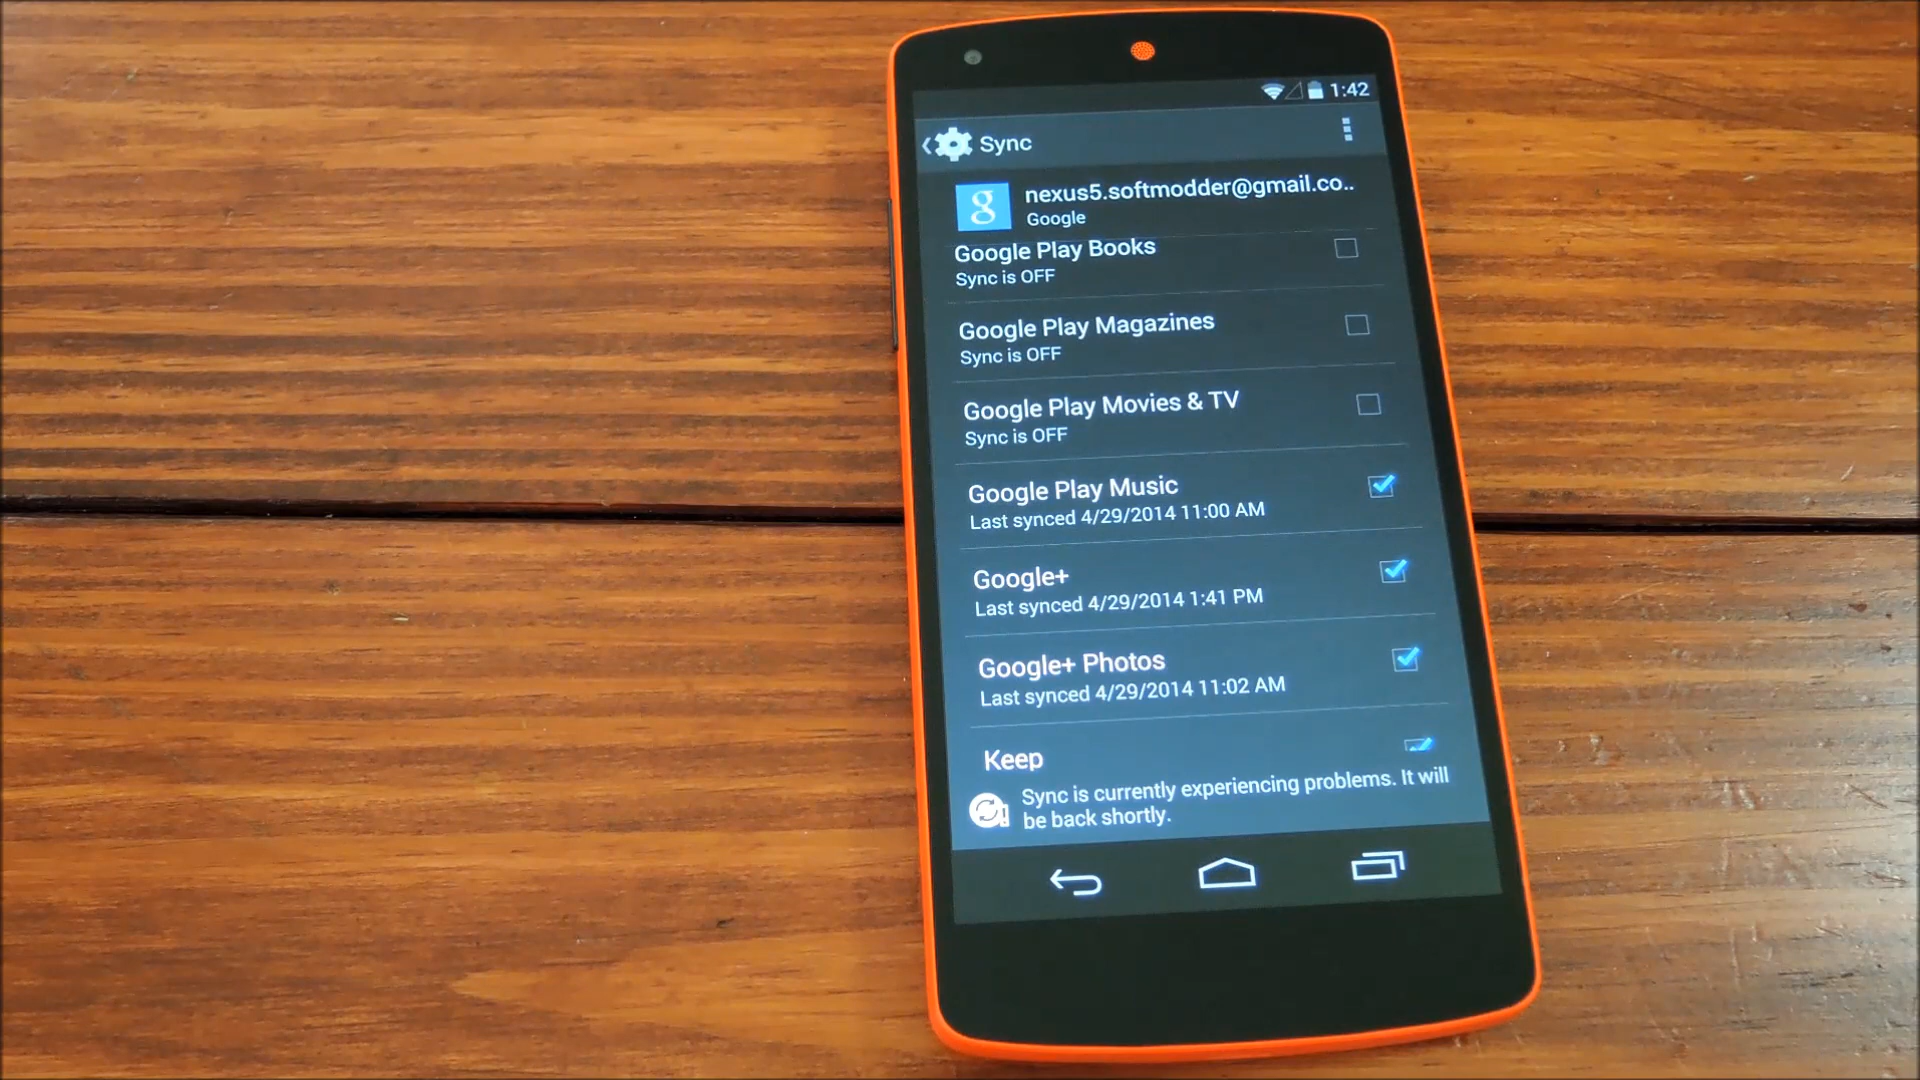 1:42
Sync
g
nexus5.softmodder@gmail.co..
Google
Google Play Books
Sync is OFF
Google Play Magazines
Sync is OFF
Google Play Movies & TV
Sync is OFF
Google Play Music
Last synced 4/29/2014 11:00 AM
Google+
Last synced 4/29/2014 1:41 PM
Google+ Photos
Last synced 4/29/2014 11:02 AM
Keep
Sync is currently experiencing problems. It will
be back shortly.